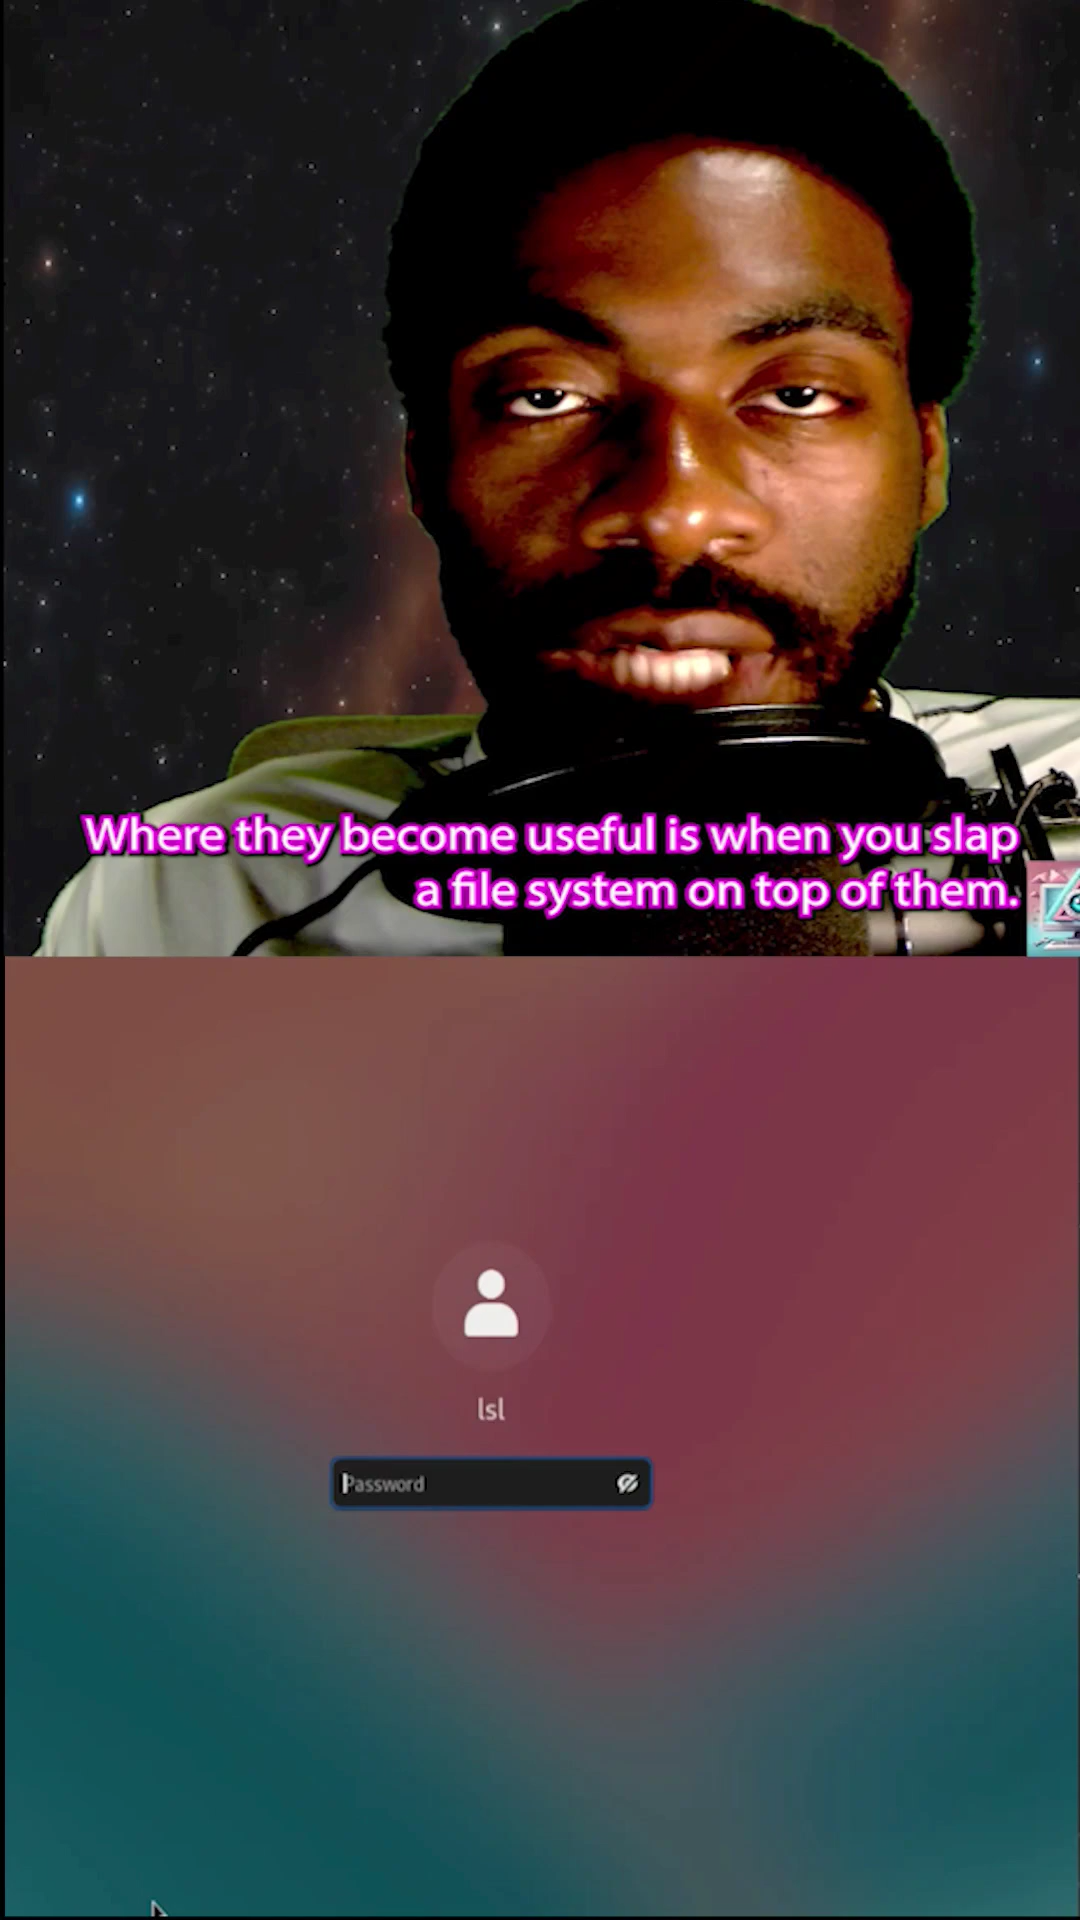 Where they become useful is when you slap
a file system on top of them.
lsl
Password